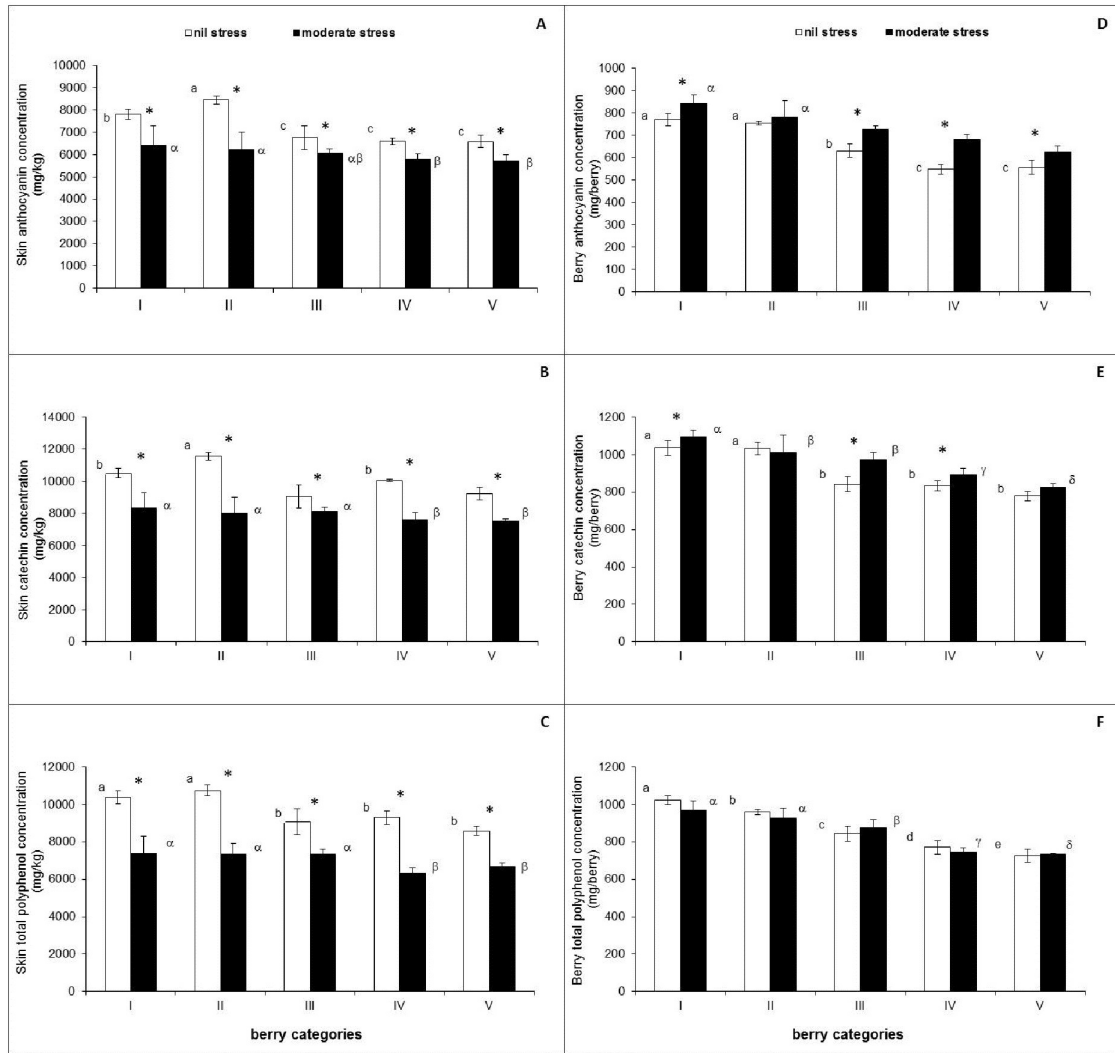 nil stress moderate stress A
Skin anthocyanin concentration
(mg/kg)
10000
9000
8000
7000
6000
5000
4000
3000
2000
1000
0
b * α a * α c * αβ c * β c * β
I II III IV V
nil stress moderate stress D
Berry anthocyanin concentration
(mg/berry)
1000
900
800
700
600
500
400
300
200
100
0
a * α a α b * c * c *
I II III IV V
B
Skin catechin concentration
(mg/kg)
14000
12000
10000
8000
6000
4000
2000
0
b * α a * α * α b * β * β
I II III IV V
E
Berry catechin concentration
(mg/berry)
1200
1000
800
600
400
200
0
a * α a β b * β b * γ b δ
I II III IV V
C
Skin total polyphenol concentration
(mg/kg)
12000
10000
8000
6000
4000
2000
0
a * α a * α b * α b * β b * β
I II III IV V
berry categories
F
Berry total polyphenol concentration
(mg/berry)
1200
1000
800
600
400
200
0
a α b α c β d γ e δ
I II III IV V
berry categories